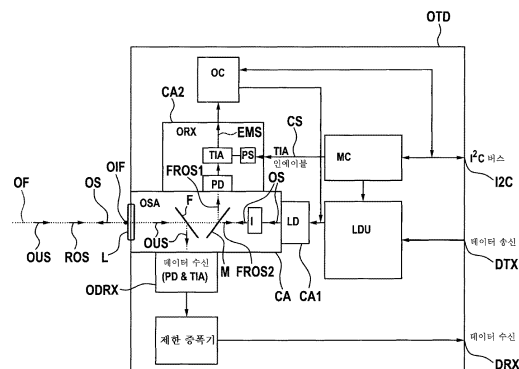 OTD
OC
CA2
ORX
EMS
CS
TIA
TIA
인에이블
PS
MC
I²C 버스
I2C
FROS1
PD
OF
OS
OIF
OSA
F
OS
I
LD
LDU
OUS
ROS
L
OUS
M
FROS2
CA
CA1
데이터 송신
DTX
데이터 수신
(PD & TIA)
ODRX
제한 증폭기
데이터 수신
DRX